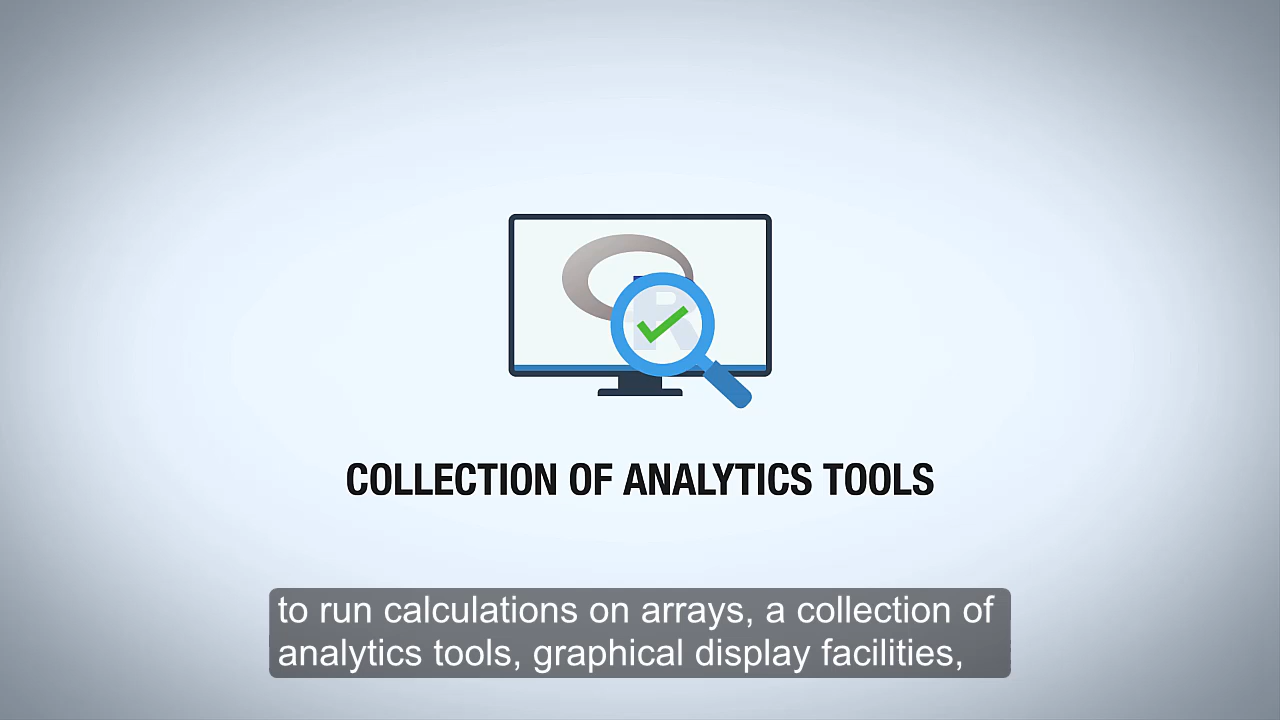 R
COLLECTION OF ANALYTICS TOOLS
to run calculations on arrays, a collection of
analytics tools, graphical display facilities,